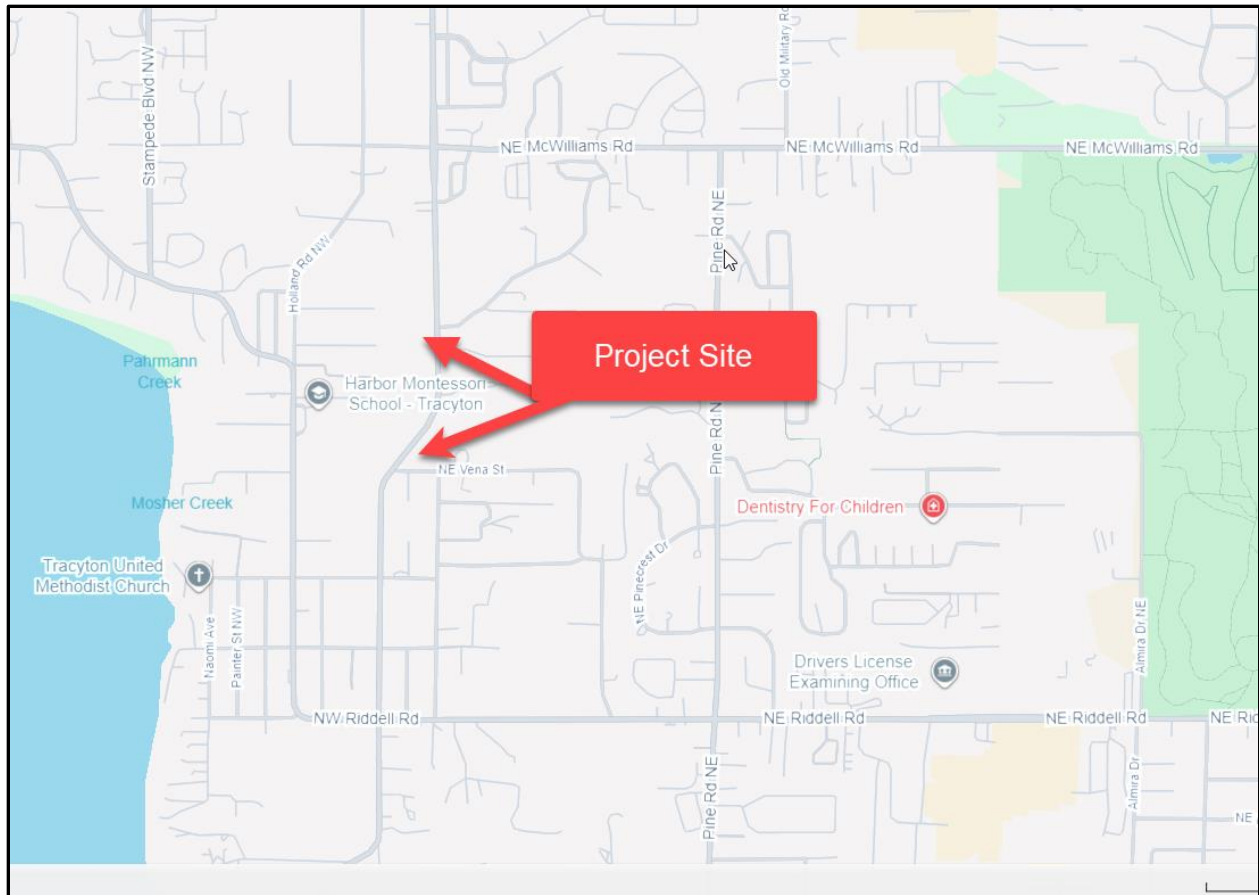 Old Military Rd
Stampede Blvd NW
NE McWilliams Rd
NE McWilliams Rd
NE McWilliams Rd
Pine Rd NE
Holland Rd NW
Project Site
Pahrmann
Creek
Harbor Montessori
School - Tracyton
Pine Rd N
NE Vena St
Mosher Creek
Dentistry For Children
Tracyton United
Methodist Church
NE Pinecrest Dr
Naomi Ave
Painter St NW
Almira Dr NE
Drivers License
Examining Office
NW Riddell Rd
NE Riddell Rd
NE Riddell Rd
NE Ric
Pine Rd NE
Almira Dr
NE